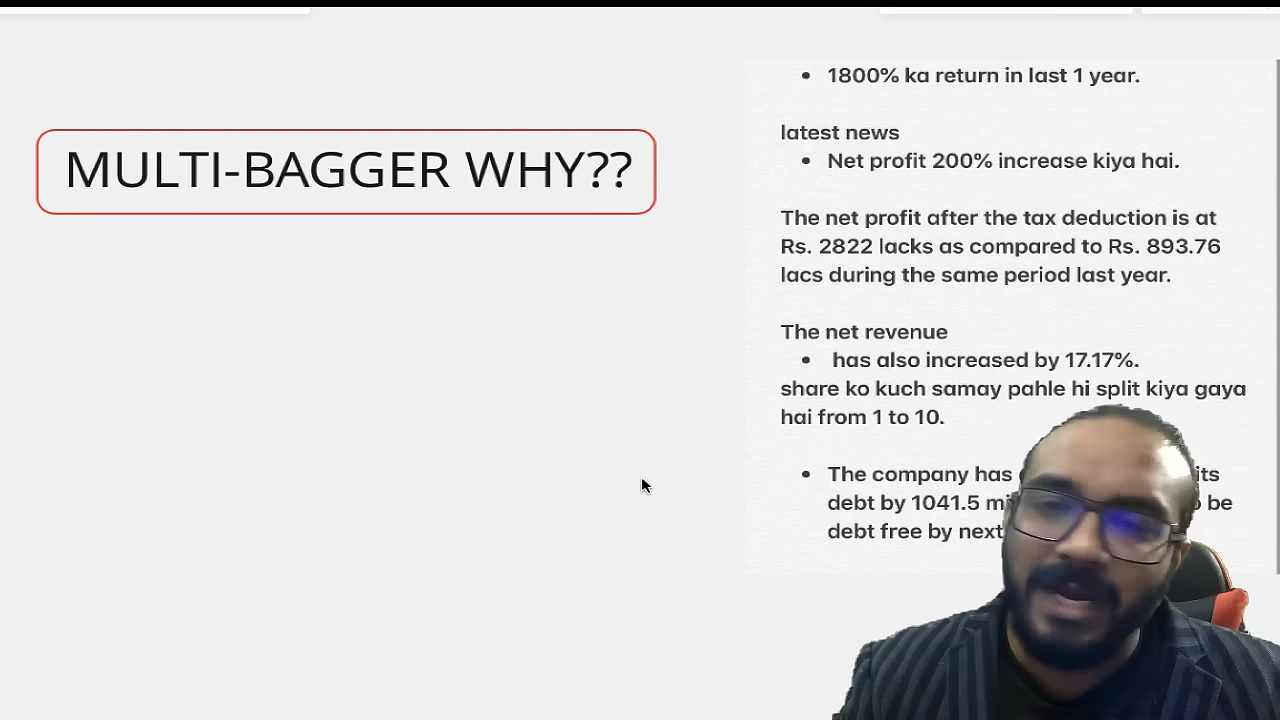 MULTI-BAGGER WHY??
1800% ka return in last 1 year.
latest news
Net profit 200% increase kiya hai.
The net profit after the tax deduction is at
Rs. 2822 lacks as compared to Rs. 893.76
lacs during the same period last year.
The net revenue
has also increased by 17.17%.
share ko kuch samay pahle hi split kiya gaya
hai from 1 to 10.
The company has its
debt by 1041.5 be
debt free by next